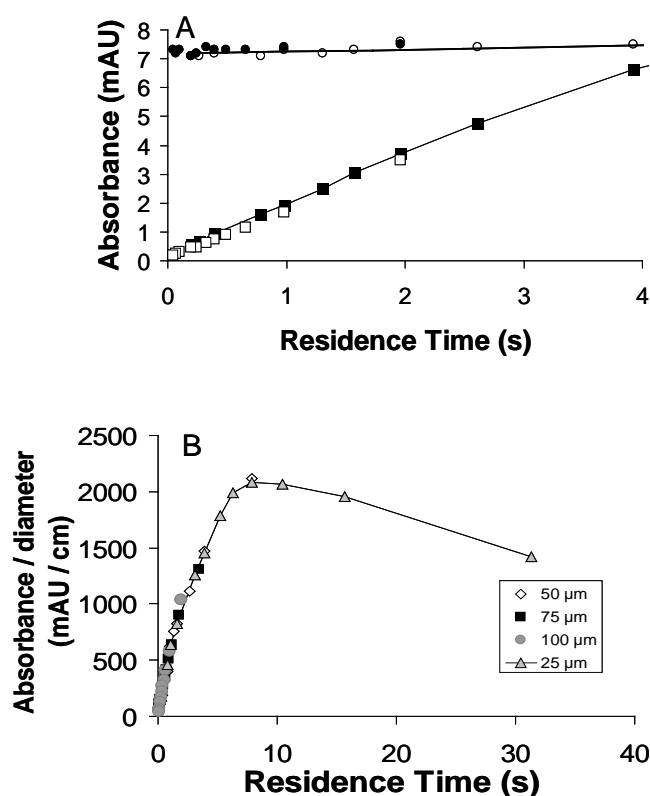 A
Absorbance (mAU)
8
7
6
5
4
3
2
1
0
0 1 2 3 4
Residence Time (s)
B
Absorbance / diameter
(mAU / cm)
2500
2000
1500
1000
500
0
50 µm
75 µm
100 µm
25 µm
0 10 20 30 40
Residence Time (s)